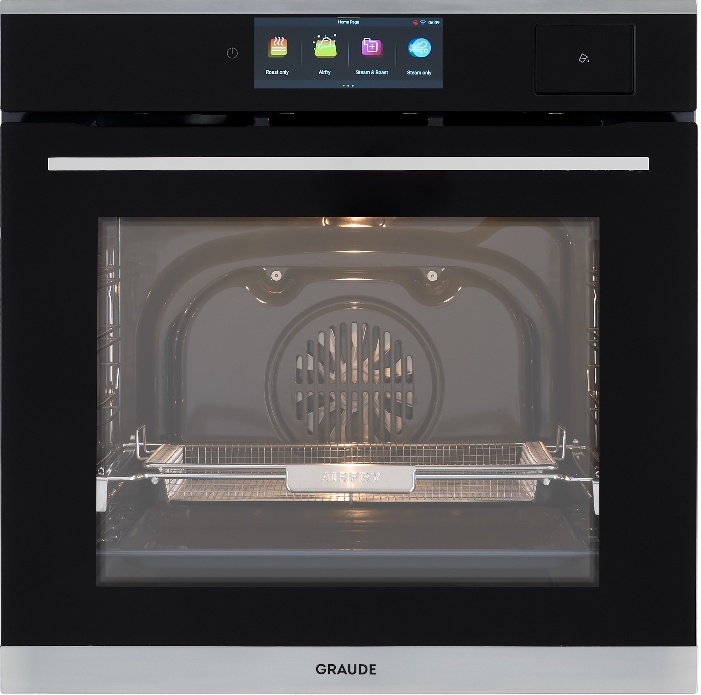 Home Page
Roast only
Airfry
Steam & Roast
Steam only
AIRFRY
GRAUDE